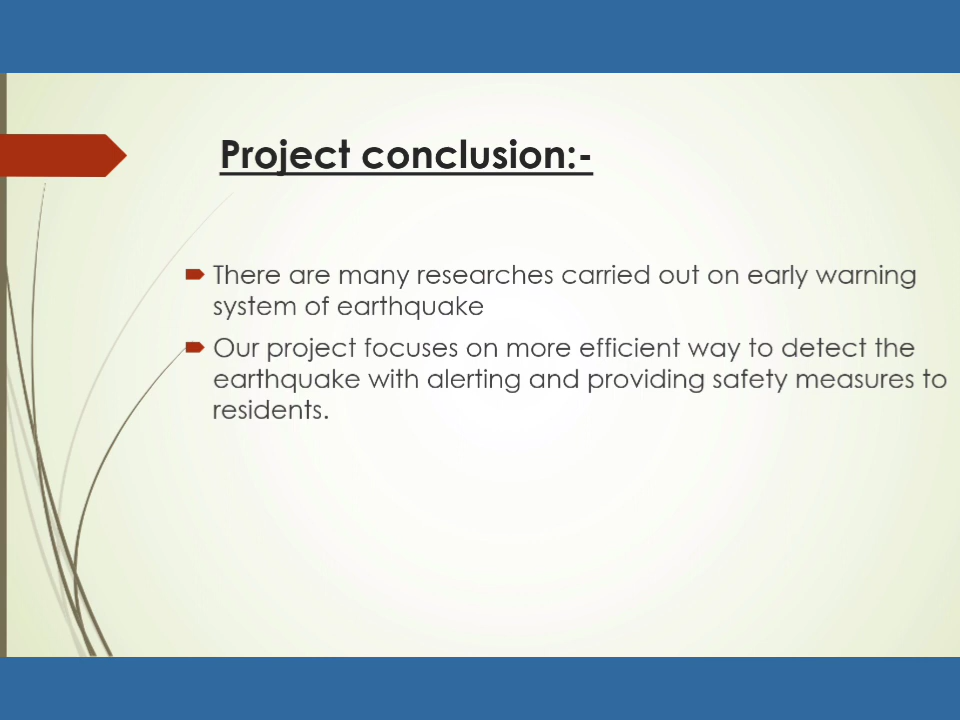 Project conclusion:-
There are many researches carried out on early warning
system of earthquake
Our project focuses on more efficient way to detect the
earthquake with alerting and providing safety measures to
residents.